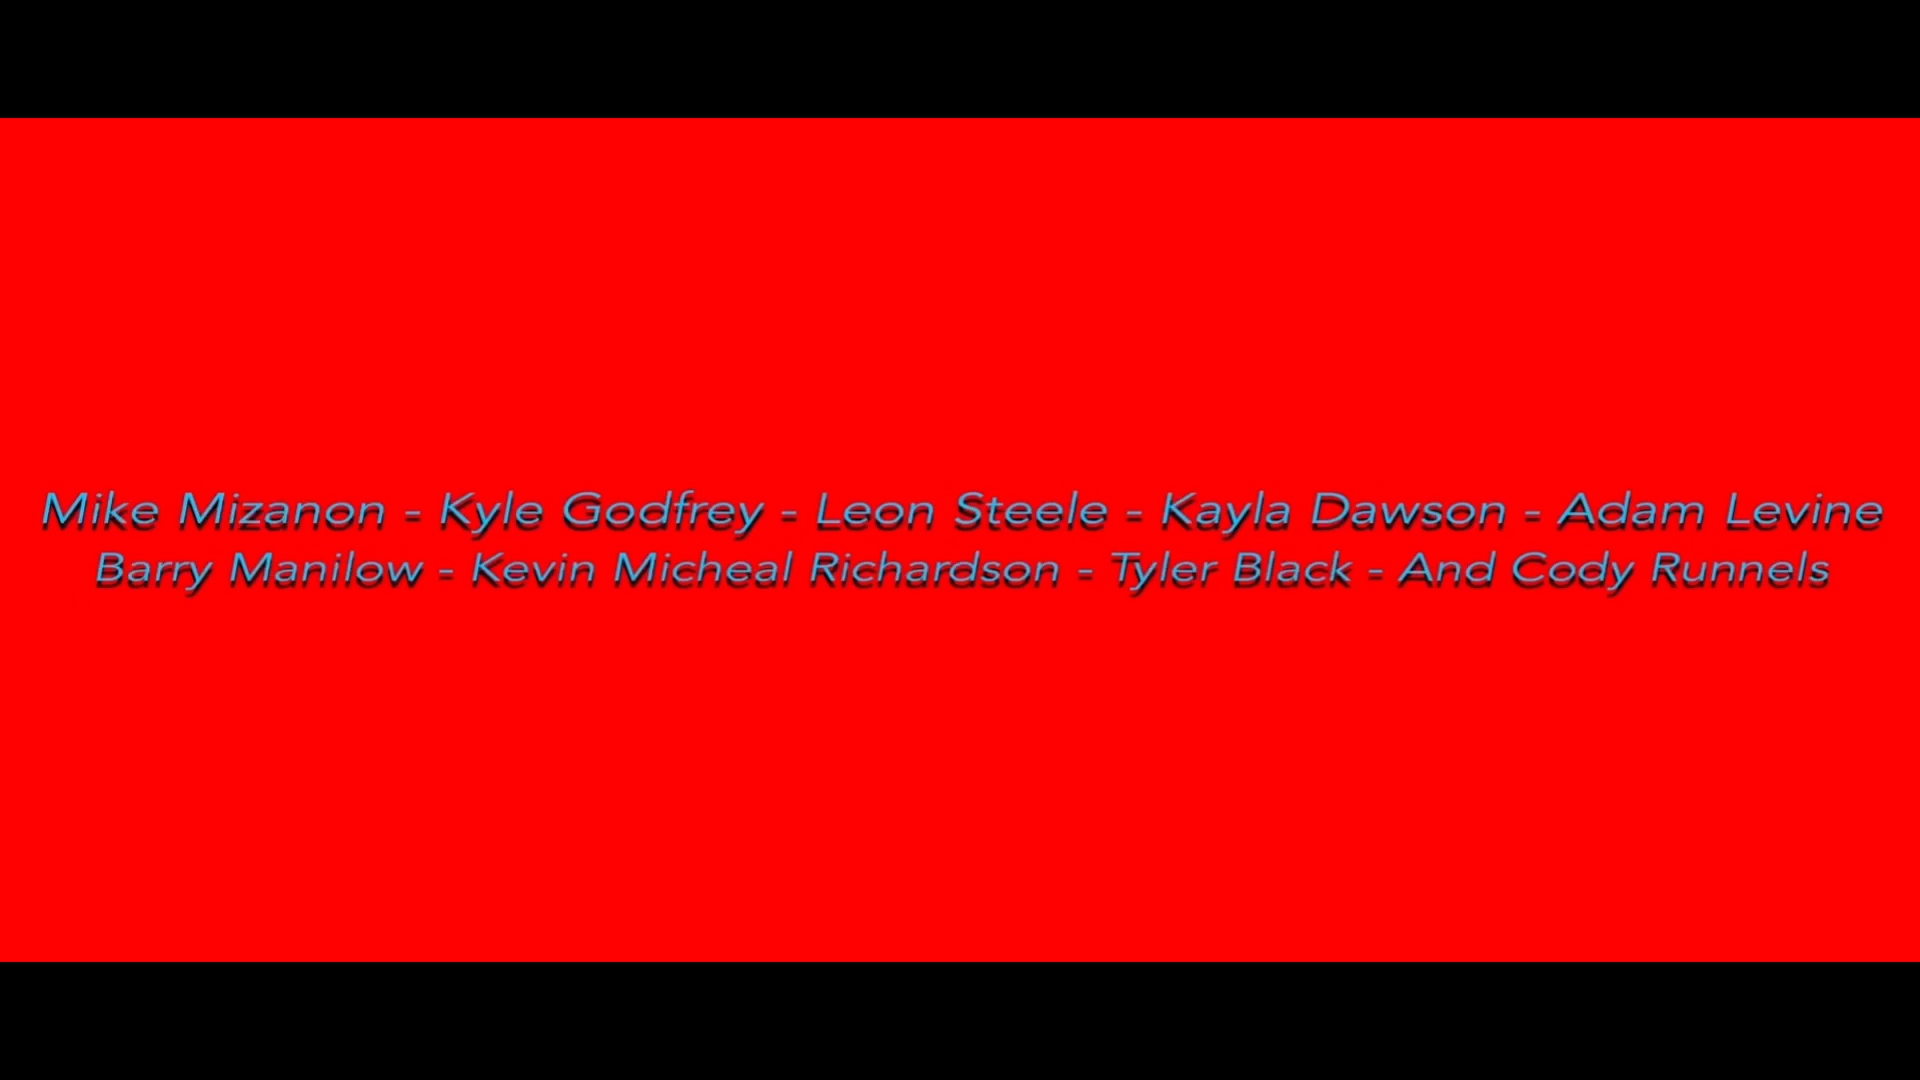 Mike Mizanon - Kyle Godfrey - Leon Steele - Kayla Dawson - Adam Levine
Barry Manilow - Kevin Micheal Richardson - Tyler Black - And Cody Runnels